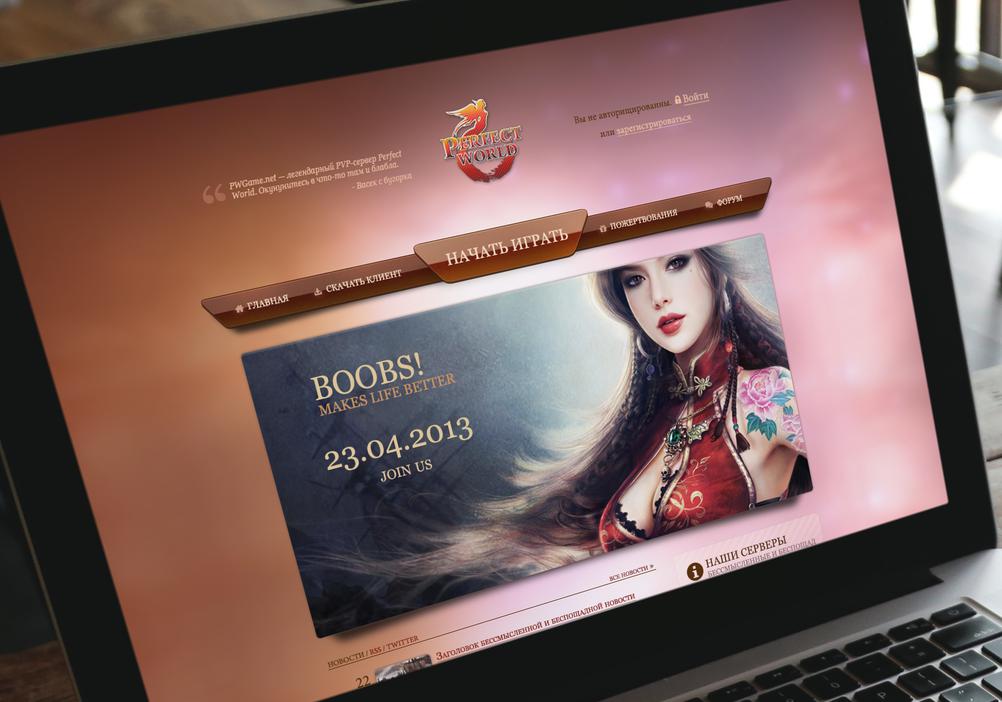 PERFECT
WORLD
Вы не авторицированны. Войти
или зарегистрироваться
“ PWGame.net — легендарный PVP-сервер Perfect
World. Окунунитесь в что-то там и блабла.
- Васек с бугорка
ГЛАВНАЯ
СКАЧАТЬ КЛИЕНТ
НАЧАТЬ ИГРАТЬ
ПОЖЕРТВОВАНИЯ
ФОРУМ
BOOBS!
MAKES LIFE BETTER
23.04.2013
JOIN US
НОВОСТИ / RSS / TWITTER
ВСЕ НОВОСТИ »
22
ЗАГОЛОВОК БЕССМЫСЛЕННОЙ И БЕСПОЩАДНОЙ НОВОСТИ
НАШИ СЕРВЕРЫ
БЕССМЫСЛЕННЫЕ И БЕСПОЩАД